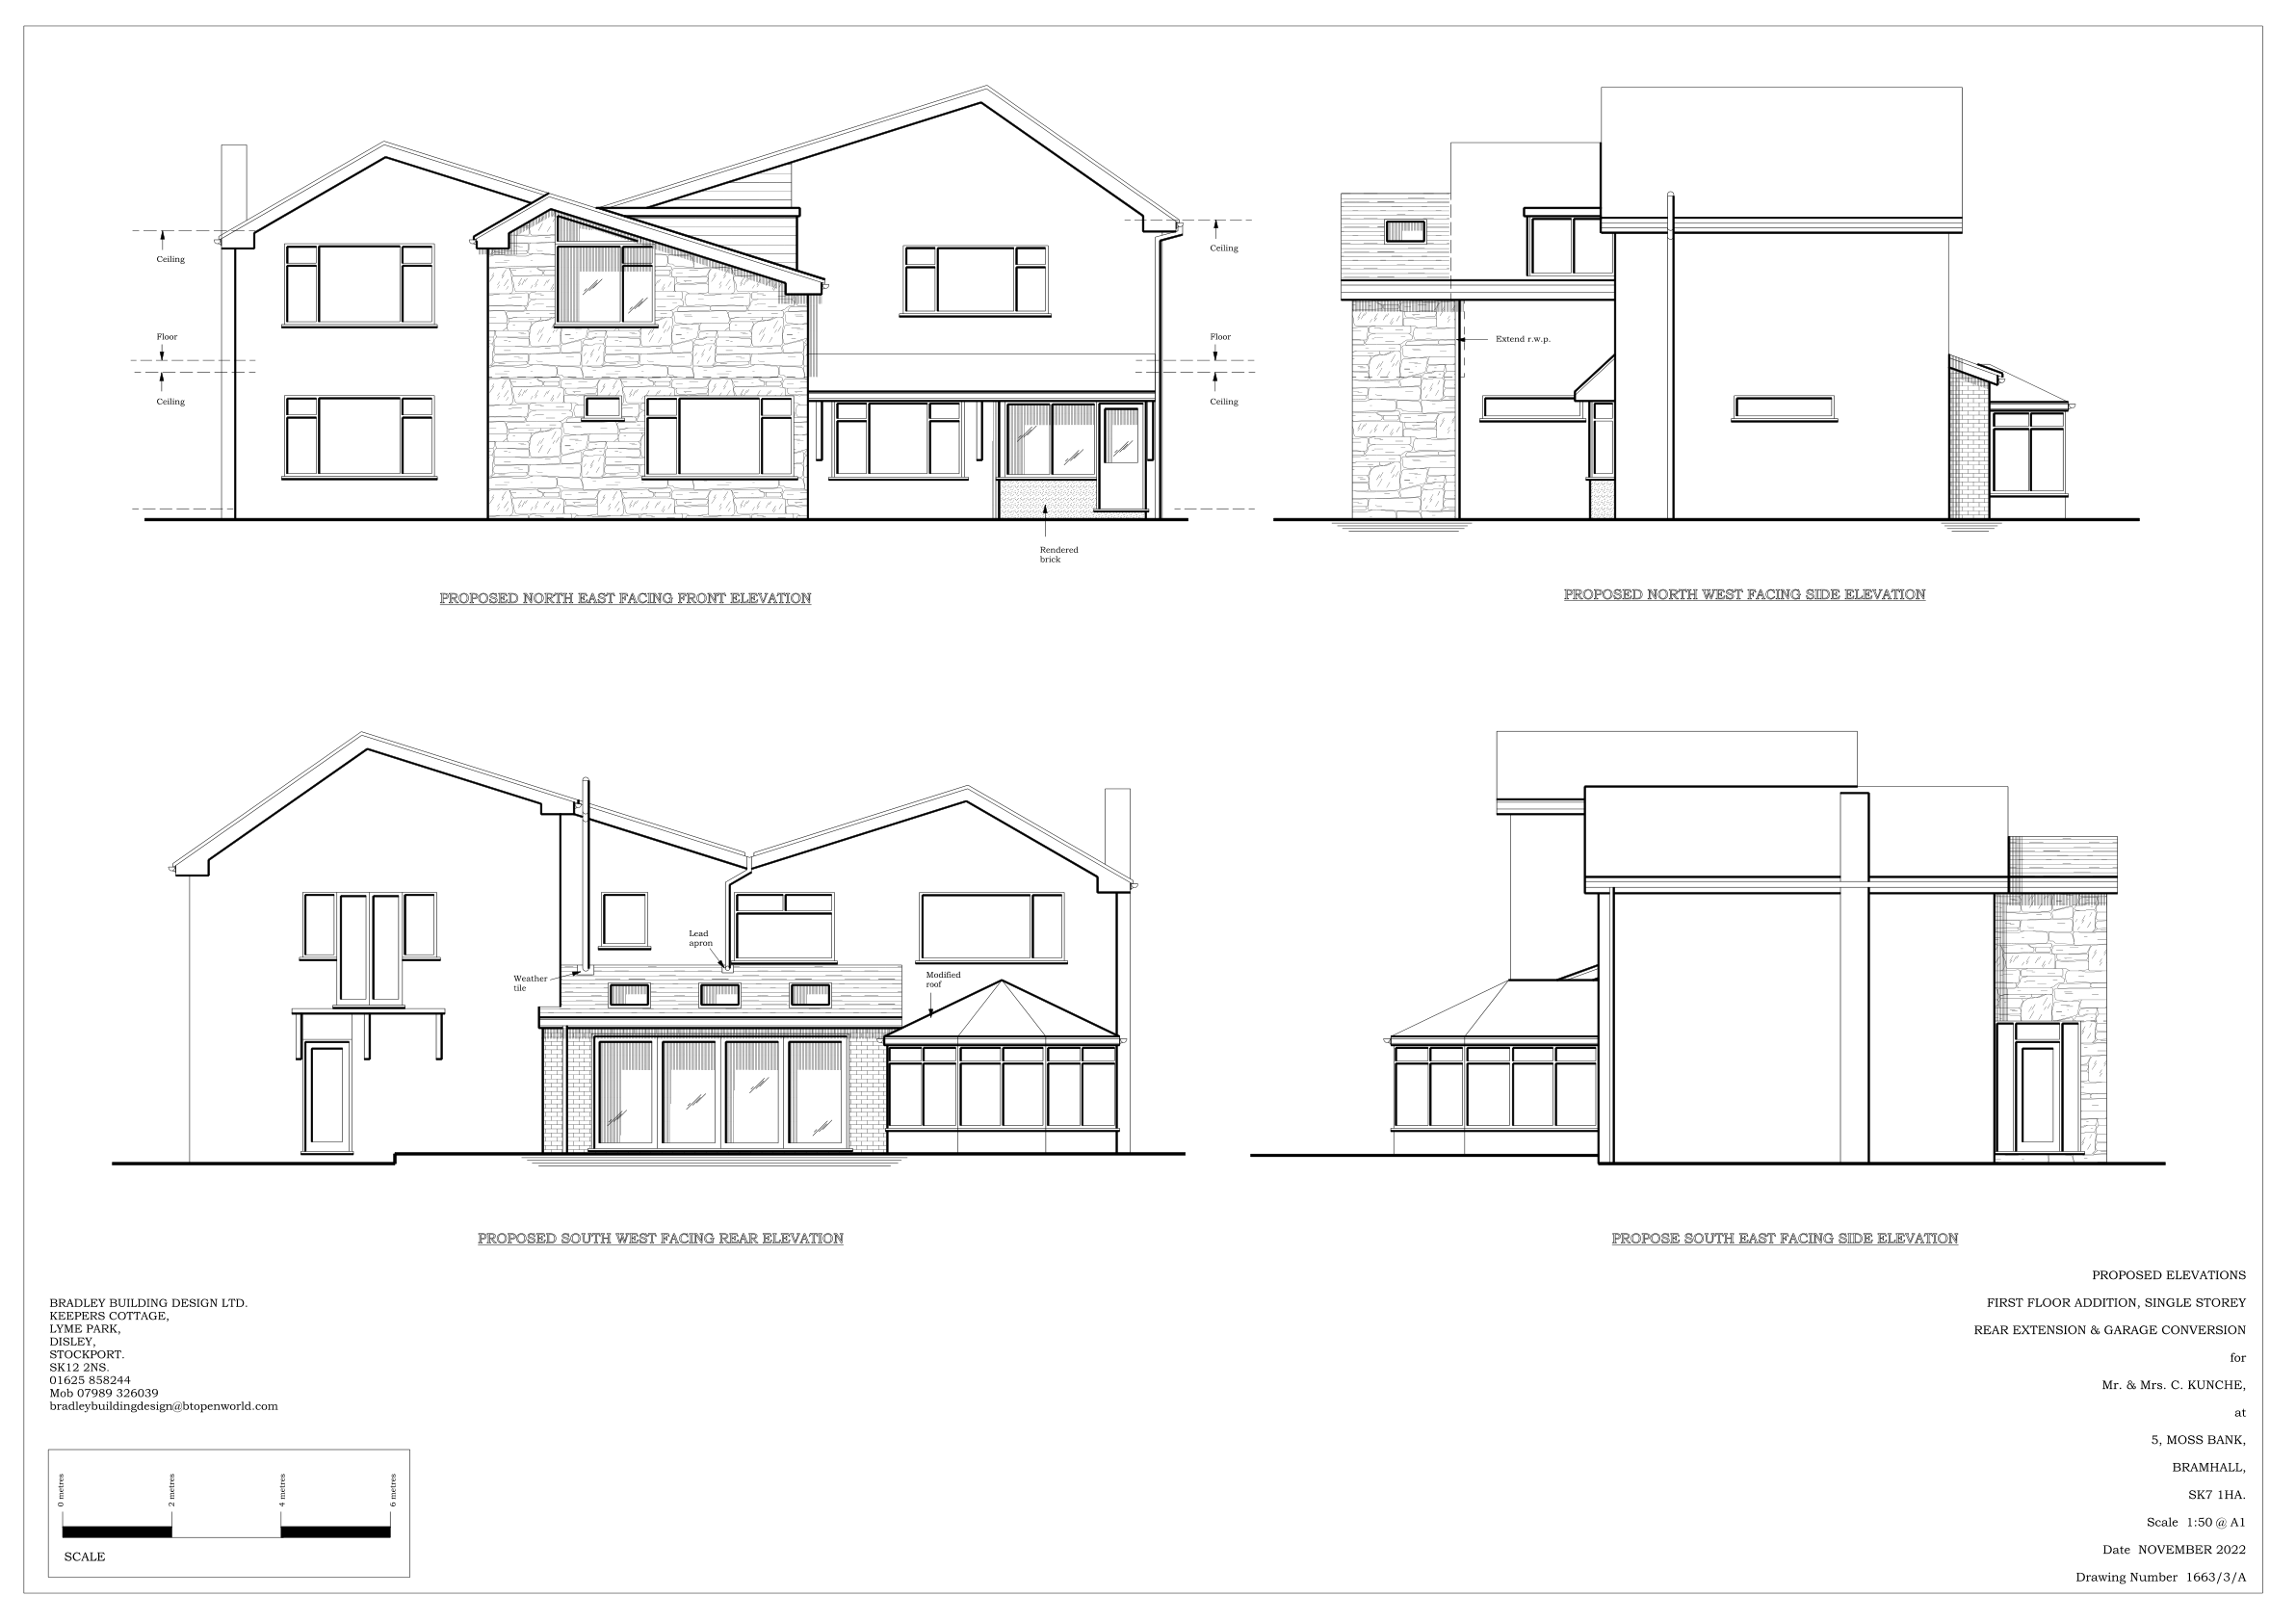 Ceiling
Floor
Ceiling
Ceiling
Floor
Ceiling
Rendered
brick
PROPOSED NORTH EAST FACING FRONT ELEVATION
Extend r.w.p.
PROPOSED NORTH WEST FACING SIDE ELEVATION
Weather
tile
Lead
apron
Modified
roof
PROPOSED SOUTH WEST FACING REAR ELEVATION
PROPOSE SOUTH EAST FACING SIDE ELEVATION
BRADLEY BUILDING DESIGN LTD.
KEEPERS COTTAGE,
LYME PARK,
DISLEY,
STOCKPORT.
SK12 2NS.
01625 858244
Mob 07989 326039
bradleybuildingdesign@btopenworld.com
0 metres
2 metres
4 metres
6 metres
SCALE
PROPOSED ELEVATIONS
FIRST FLOOR ADDITION, SINGLE STOREY
REAR EXTENSION & GARAGE CONVERSION
for
Mr. & Mrs. C. KUNCHE,
at
5, MOSS BANK,
BRAMHALL,
SK7 1HA.
Scale 1:50 @ A1
Date NOVEMBER 2022
Drawing Number 1663/3/A